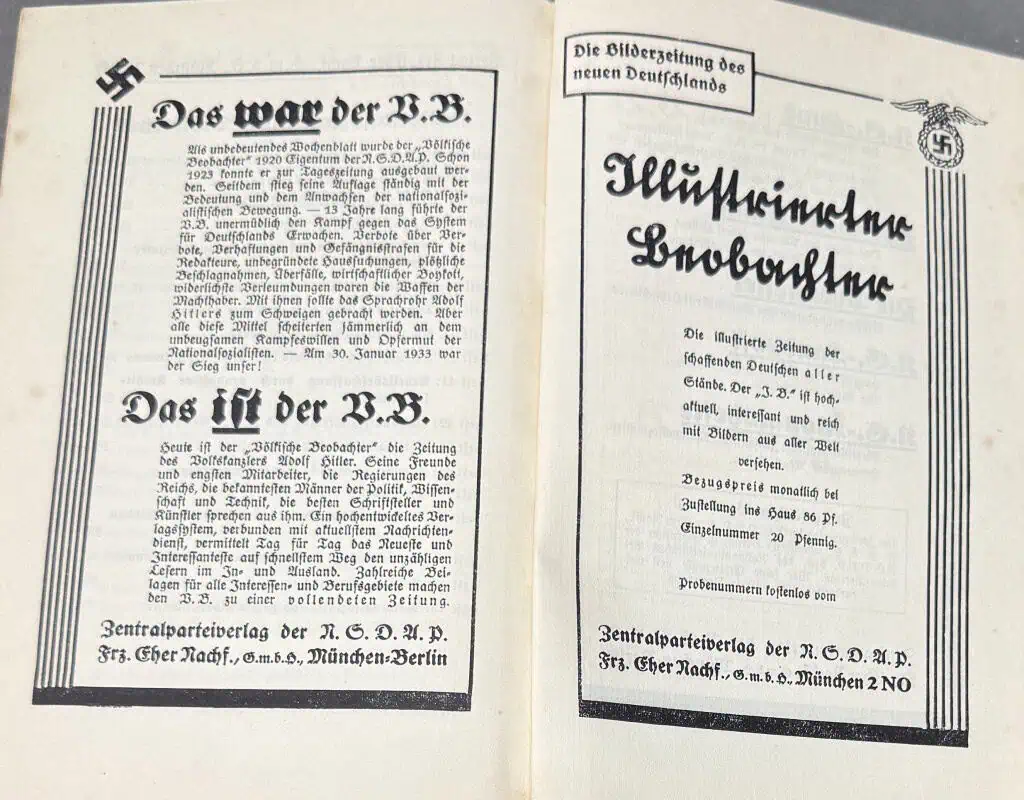 Das war der V.B.
Als unbedeutendes Wochenblatt wurde der „Völkische
Beobachter“ 1920 Eigentum der N.S.D.A.P. Schon
1923 konnte er zur Tageszeitung ausgebaut wer-
den. Seitdem stieg seine Auflage ständig mit der
Bedeutung und dem Anwachsen der nationalsozi-
alistischen Bewegung. — 13 Jahre lang führte der
V.B. unermüdlich den Kampf gegen das System
für Deutschlands Erwachen. Verbote über Ver-
bote, Verhaftungen und Gefängnisstrafen für die
Redakteure, unbegründete Haussuchungen, plötzliche
Beschlagnahmen, Überfälle, wirtschaftlicher Boykott,
widerlichste Verleumdungen waren die Waffen der
Machthaber. Mit ihnen sollte das Sprachrohr Adolf
Hitlers zum Schweigen gebracht werden. Aber
alle diese Mittel scheiterten jämmerlich an dem
unbeugsamen Kampfeswillen und Opfermut der
Nationalsozialisten. — Am 30. Januar 1933 war
der Sieg unser!
Das ist der V.B.
Heute ist der „Völkische Beobachter“ die Zeitung
des Volkskanzlers Adolf Hitler. Seine Freunde
und engsten Mitarbeiter, die Regierungen des
Reichs, die bekanntesten Männer der Politik, Wissen-
schaft und Technik, die besten Schriftsteller und
Künstler sprechen aus ihm. Ein hochentwickeltes Ver-
lagssystem, verbunden mit aktuellstem Nachrichten-
dienst, vermittelt Tag für Tag das Neueste und
Interessanteste auf schnellstem Weg den unzähligen
Lesern im In- und Ausland. Zahlreiche Bei-
lagen für alle Interessen- und Berufsgebiete machen
den V.B. zu einer vollendeten Zeitung.
Zentralparteiverlag der N.S.D.A.P.
Frz. Eher Nachf., G.m.b.H., München-Berlin
Die Bilderzeitung des
neuen Deutschlands
Illustrierter
Beobachter
Die illustrierte Zeitung der
schaffenden Deutschen aller
Stände. Der „J.B.“ ist hoch-
aktuell, interessant und reich
mit Bildern aus aller Welt
versehen.
Bezugspreis monatlich bei
Zustellung ins Haus 86 Pf.
Einzelnummer 20 Pfennig.
Probenummern kostenlos vom
Zentralparteiverlag der N.S.D.A.P.
Frz. Eher Nachf., G.m.b.H., München 2 NO